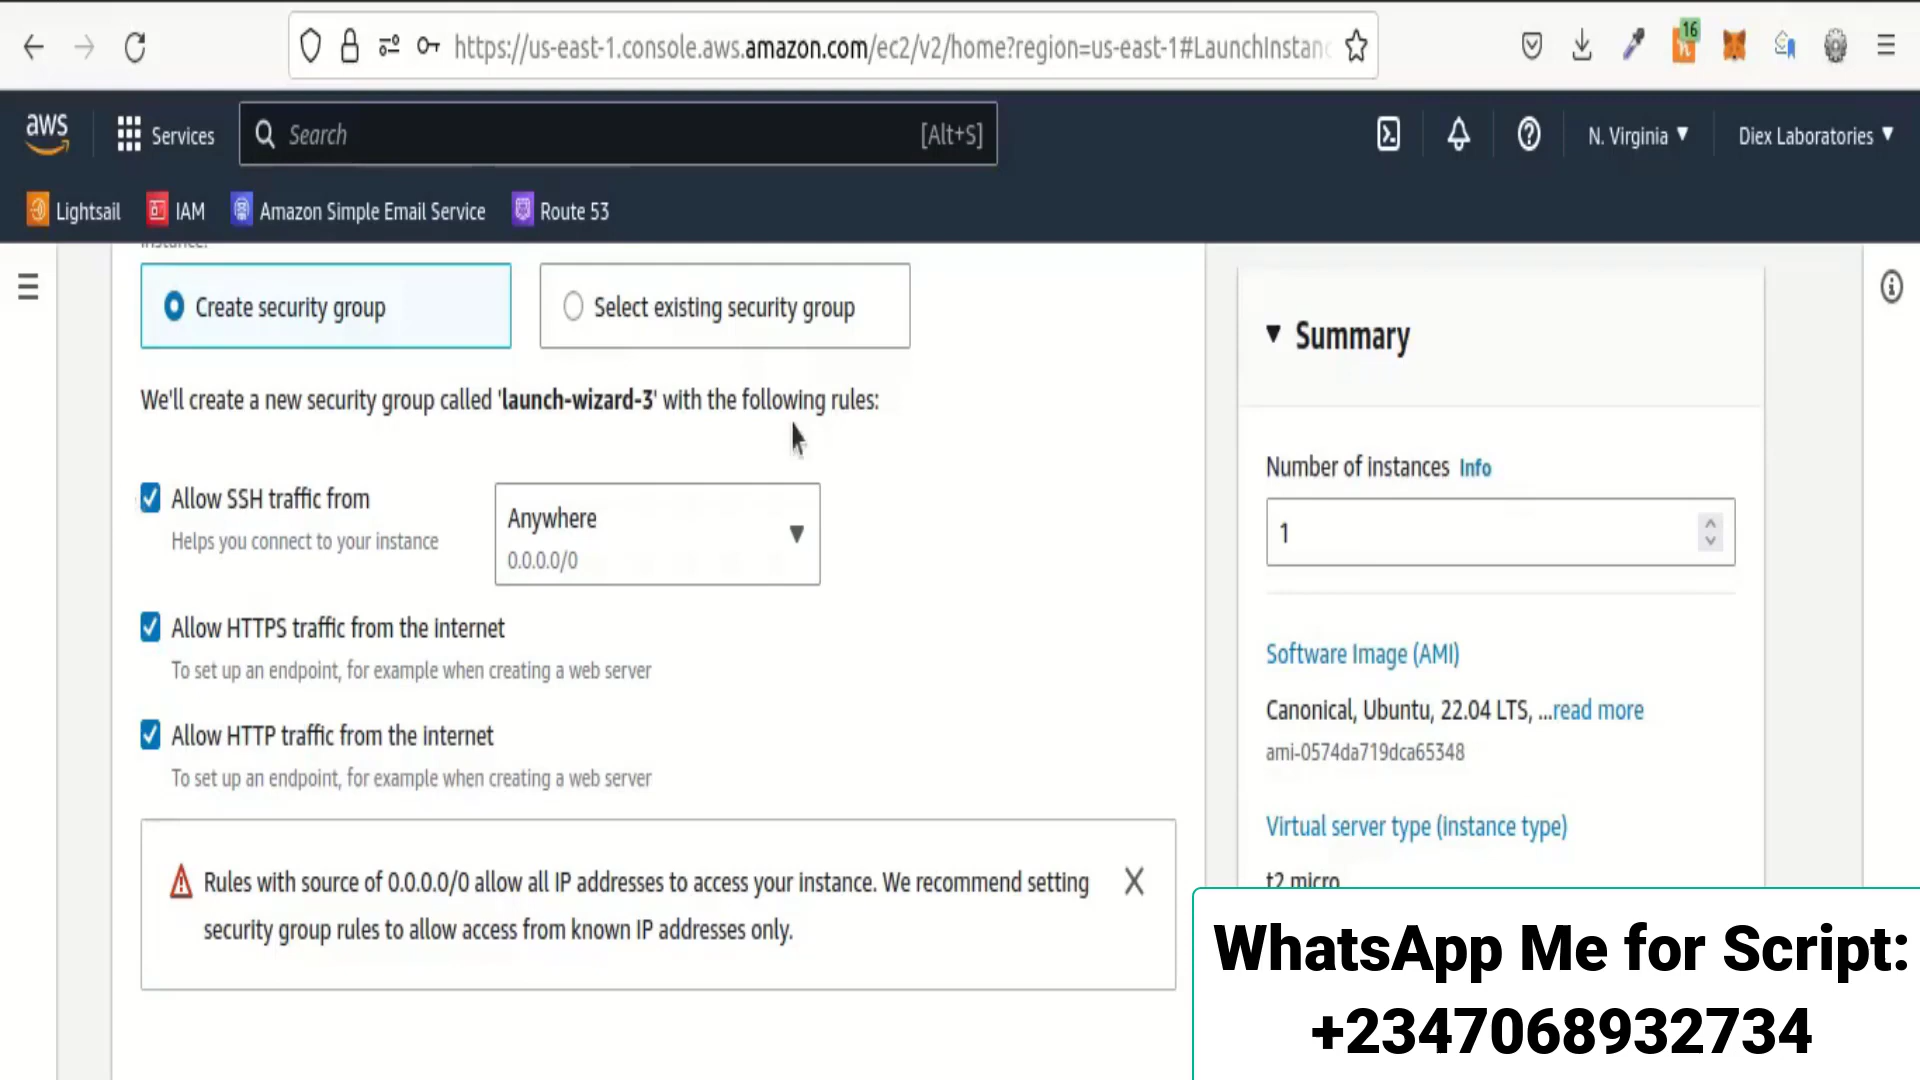 https://us-east-1.console.aws.amazon.com/ec2/v2/home?region=us-east-1#LaunchInstanc
16
aws
Services
Search
[Alt+S]
N. Virginia
Diex Laboratories
Lightsail
IAM
Amazon Simple Email Service
Route 53
instance.
Create security group
Select existing security group
We'll create a new security group called 'launch-wizard-3' with the following rules:
Allow SSH traffic from
Helps you connect to your instance
Anywhere
0.0.0.0/0
Allow HTTPS traffic from the internet
To set up an endpoint, for example when creating a web server
Allow HTTP traffic from the internet
To set up an endpoint, for example when creating a web server
Rules with source of 0.0.0.0/0 allow all IP addresses to access your instance. We recommend setting
security group rules to allow access from known IP addresses only.
Summary
Number of instances Info
1
Software Image (AMI)
Canonical, Ubuntu, 22.04 LTS, ...read more
ami-0574da719dca65348
Virtual server type (instance type)
t2.micro
WhatsApp Me for Script:
+2347068932734